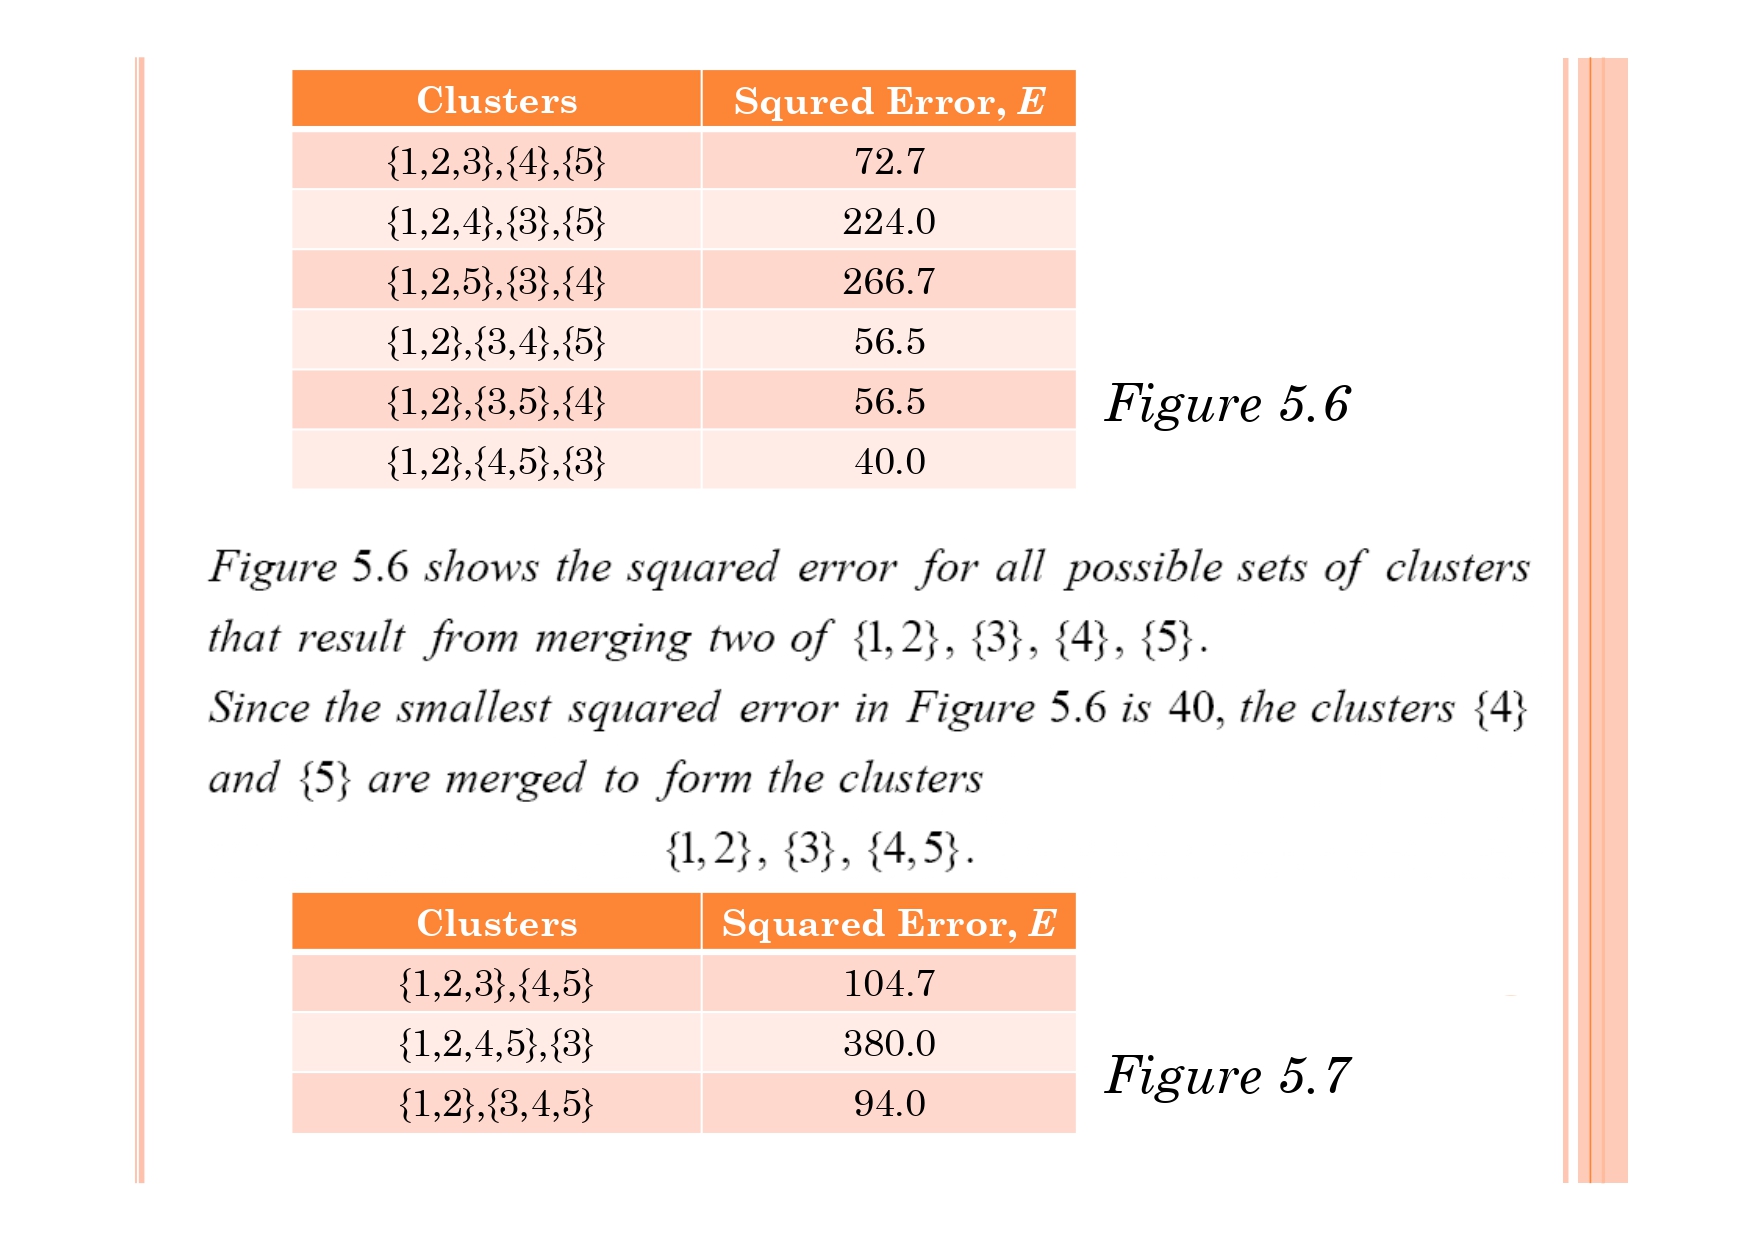 Clusters Squred Error, E
{1,2,3},{4},{5} 72.7
{1,2,4},{3},{5} 224.0
{1,2,5},{3},{4} 266.7
{1,2},{3,4},{5} 56.5
{1,2},{3,5},{4} 56.5
{1,2},{4,5},{3} 40.0
Figure 5.6
Figure 5.6 shows the squared error for all possible sets of clusters
that result from merging two of {1,2}, {3}, {4}, {5}.
Since the smallest squared error in Figure 5.6 is 40, the clusters {4}
and {5} are merged to form the clusters
{1,2}, {3}, {4,5}.
Clusters Squared Error, E
{1,2,3},{4,5} 104.7
{1,2,4,5},{3} 380.0
{1,2},{3,4,5} 94.0
Figure 5.7